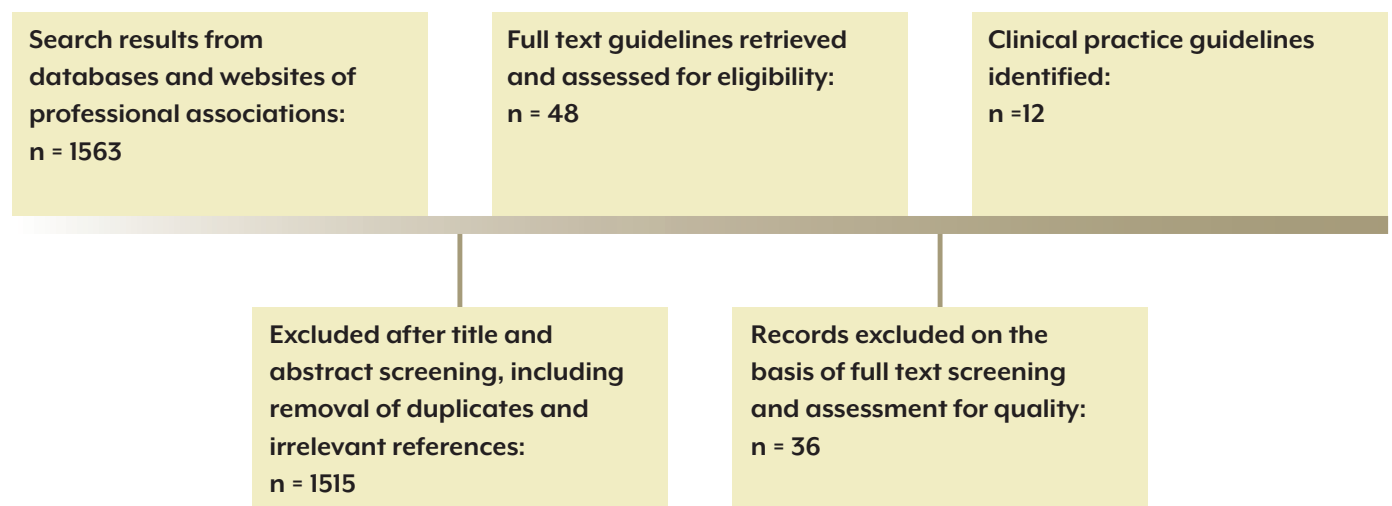 Search results from
databases and websites of
professional associations:
n = 1563
Full text guidelines retrieved
and assessed for eligibility:
n = 48
Clinical practice guidelines
identified:
n =12
Excluded after title and
abstract screening, including
removal of duplicates and
irrelevant references:
n = 1515
Records excluded on the
basis of full text screening
and assessment for quality:
n = 36